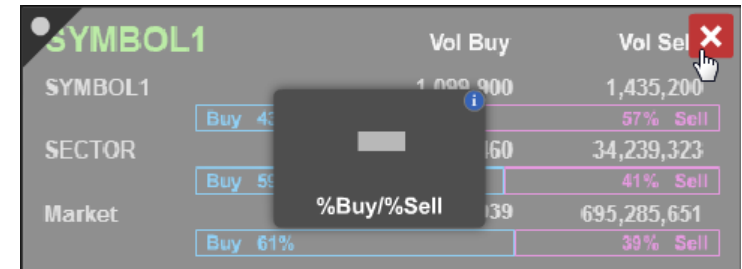 SYMBOL1 Vol Buy Vol Sel
SYMBOL1 1,099,900 1,435,200
Buy 43 57% Sell
SECTOR 460 34,239,323
Buy 59 41% Sell
%Buy/%Sell
Market 039 695,285,651
Buy 61% 39% Sell